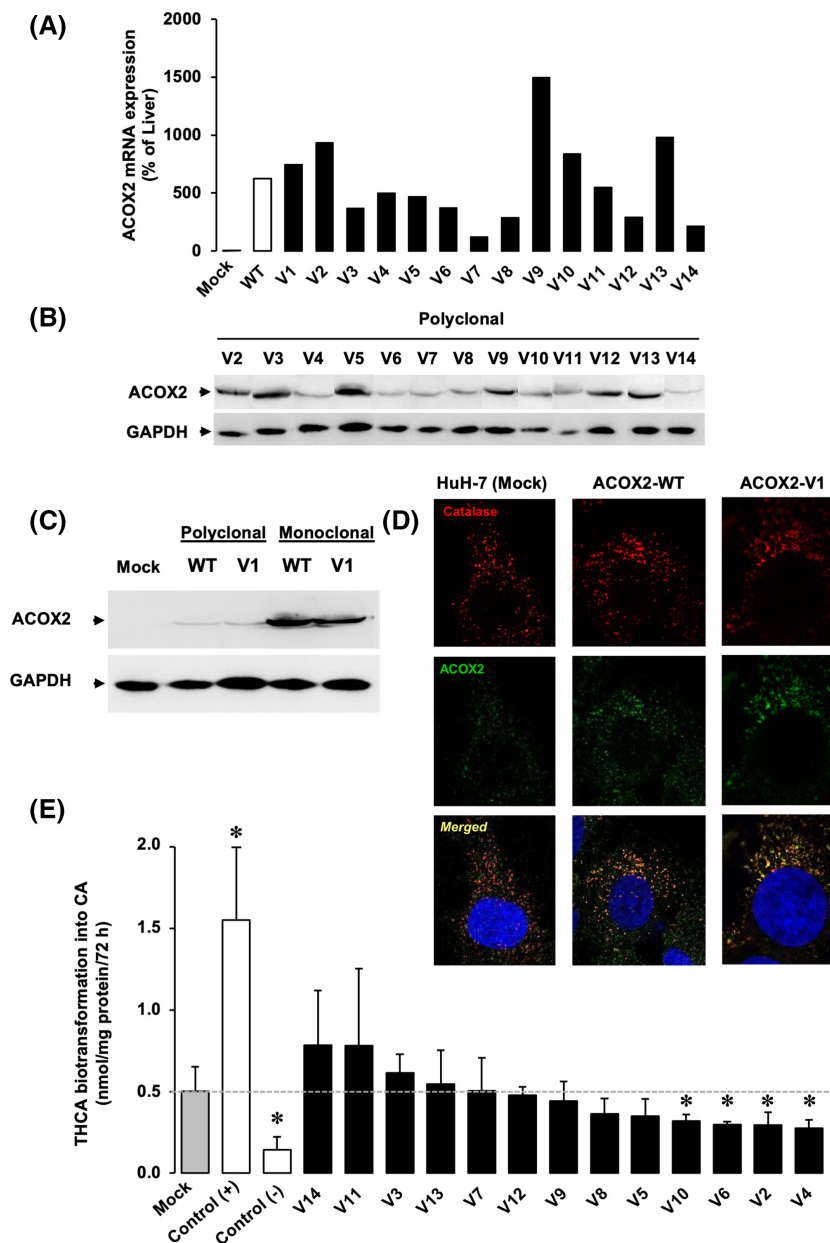 (A)
ACOX2 mRNA expression
(% of Liver)
2000
1500
1000
500
0
Mock WT V1 V2 V3 V4 V5 V6 V7 V8 V9 V10 V11 V12 V13 V14
(B)
Polyclonal
V2 V3 V4 V5 V6 V7 V8 V9 V10 V11 V12 V13 V14
ACOX2
GAPDH
(C)
Polyclonal Monoclonal
Mock WT V1 WT V1
ACOX2
GAPDH
(D)
HuH-7 (Mock) ACOX2-WT ACOX2-V1
Catalase
ACOX2
Merged
(E)
THCA biotransformation into CA
(nmol/mg protein/72 h)
2.0
1.5
1.0
0.5
0.0
* * * * * *
Mock Control (+) Control (-) V14 V11 V3 V13 V7 V12 V9 V8 V5 V10 V6 V2 V4